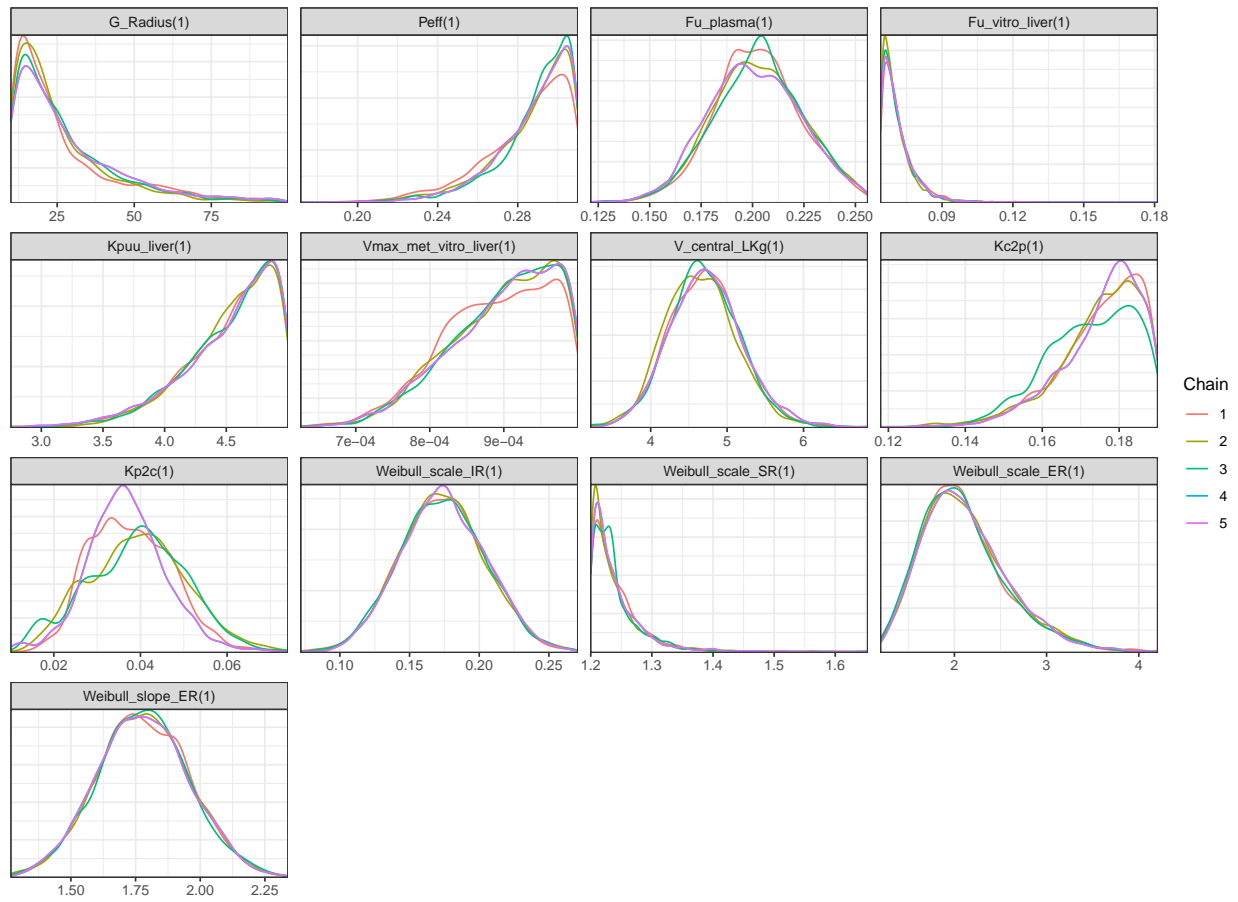 G_Radius(1) Peff(1) Fu_plasma(1) Fu_vitro_liver(1)
25 50 75 0.20 0.24 0.28 0.125 0.150 0.175 0.200 0.225 0.250 0.09 0.12 0.15 0.18
Kpuu_liver(1) Vmax_met_vitro_liver(1) V_central_LKg(1) Kc2p(1)
3.0 3.5 4.0 4.5 7e-04 8e-04 9e-04 4 5 6 0.12 0.14 0.16 0.18
Chain
1
2
3
4
5
Kp2c(1) Weibull_scale_IR(1) Weibull_scale_SR(1) Weibull_scale_ER(1)
0.02 0.04 0.06 0.10 0.15 0.20 0.25 1.2 1.3 1.4 1.5 1.6 2 3 4
Weibull_slope_ER(1)
1.50 1.75 2.00 2.25